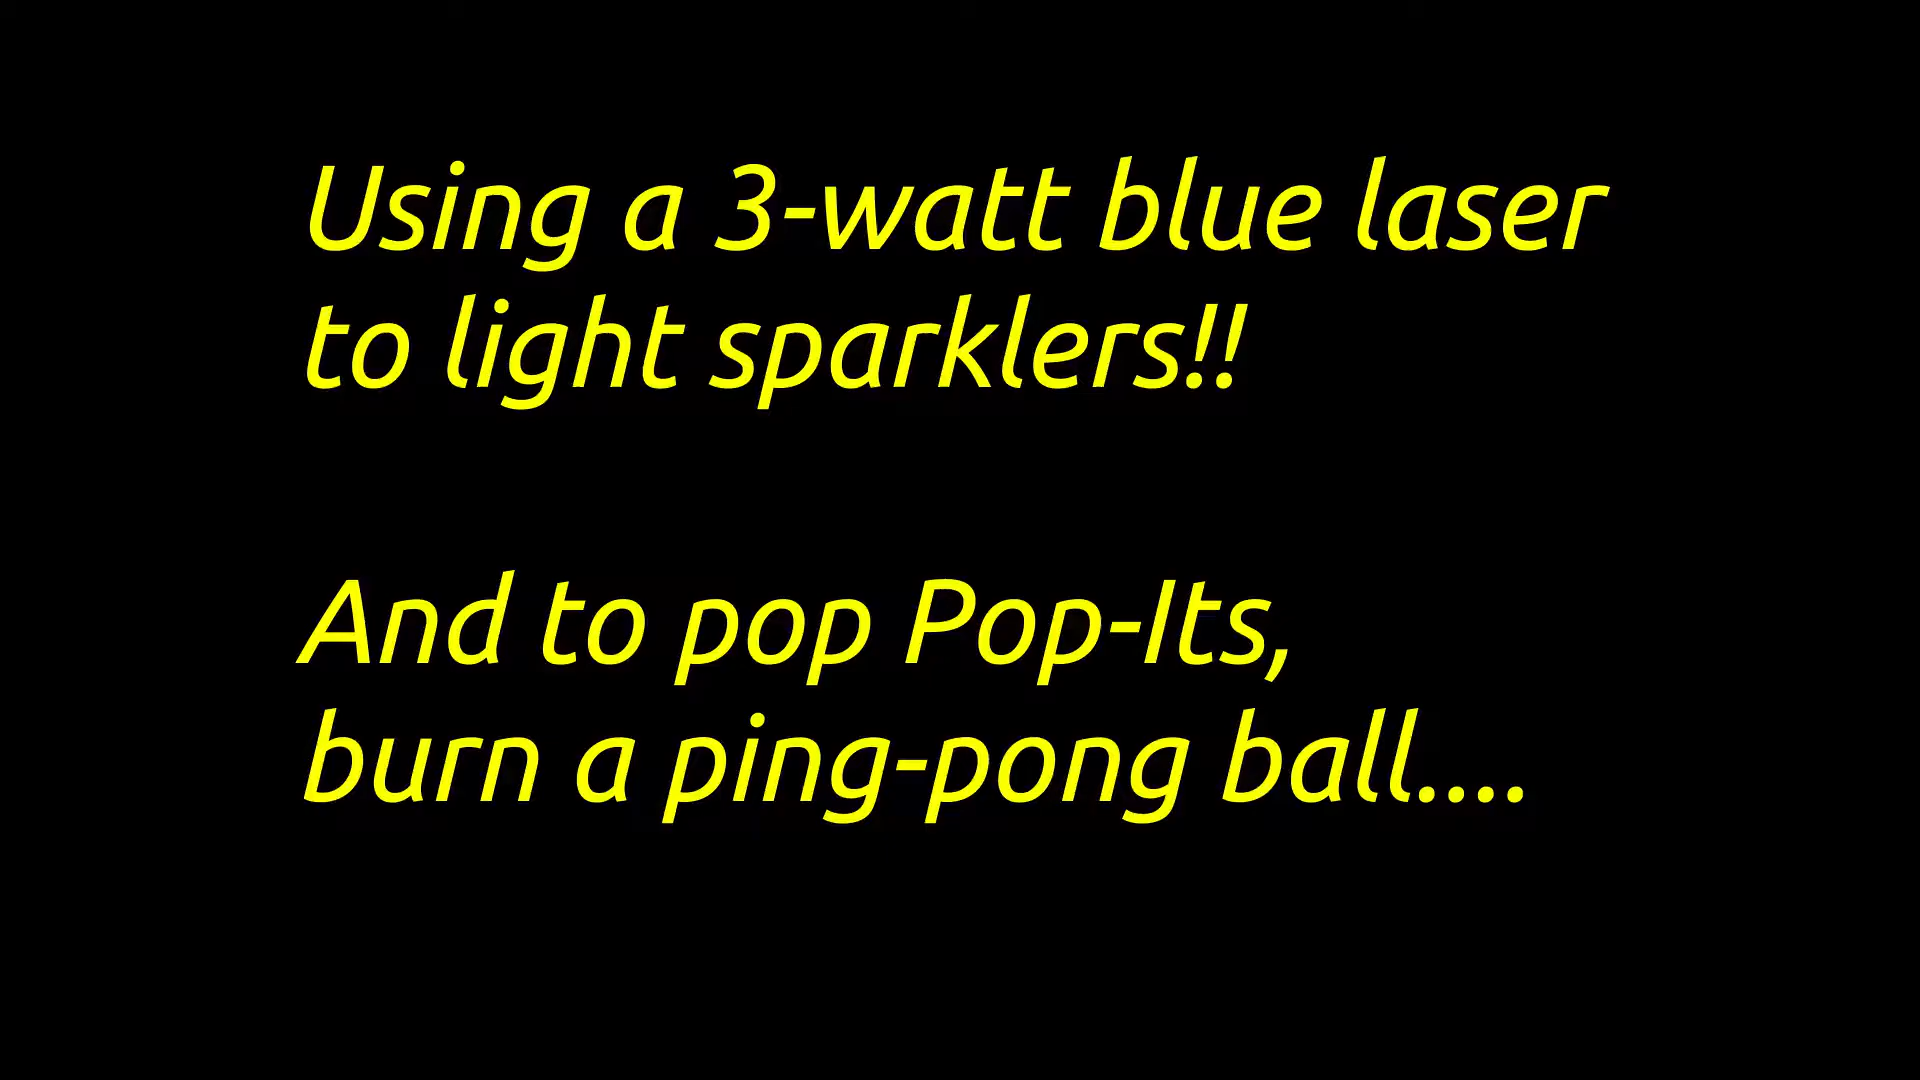 Using a 3-watt blue laser
to light sparklers!!
And to pop Pop-Its,
burn a ping-pong ball....